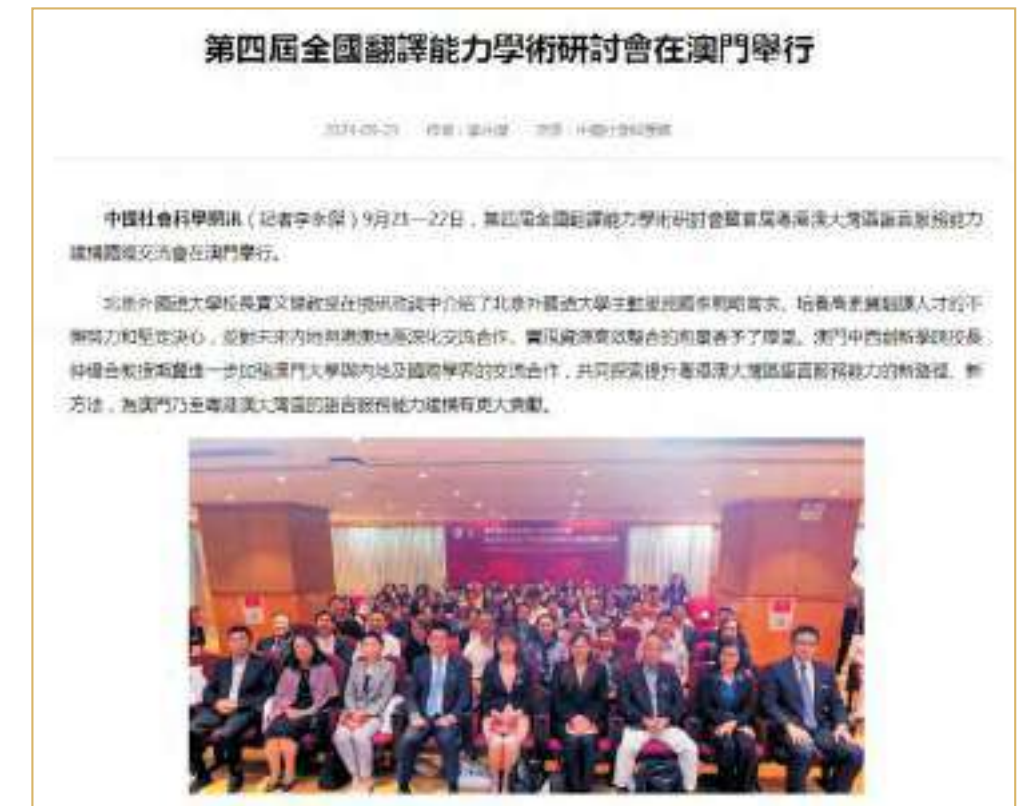 第四屆全國翻譯能力學術研討會在澳門舉行
中國社會科學網訊（記者李永傑）9月21—22日，第四屆全國翻譯能力學術研討會暨首屆粵港澳大灣區語言服務能力
建構國際交流會在澳門舉行。
北京外國語大學校長賈文鍵教授在視頻致詞中介紹了北京外國語大學主動服務國家戰略需求、培養高素質翻譯人才的不
懈努力和堅定決心，並對未來內地與港澳地區深化交流合作、實現資源高效整合的前景寄予了厚望。澳門中西創新學院校長
仲偉合教授期望進一步加強澳門大學與內地及國際學界的交流合作，共同探索提升粵港澳大灣區語言服務能力的新路徑、新
方法，為澳門乃至粵港澳大灣區的語言服務能力建構有更大貢獻。